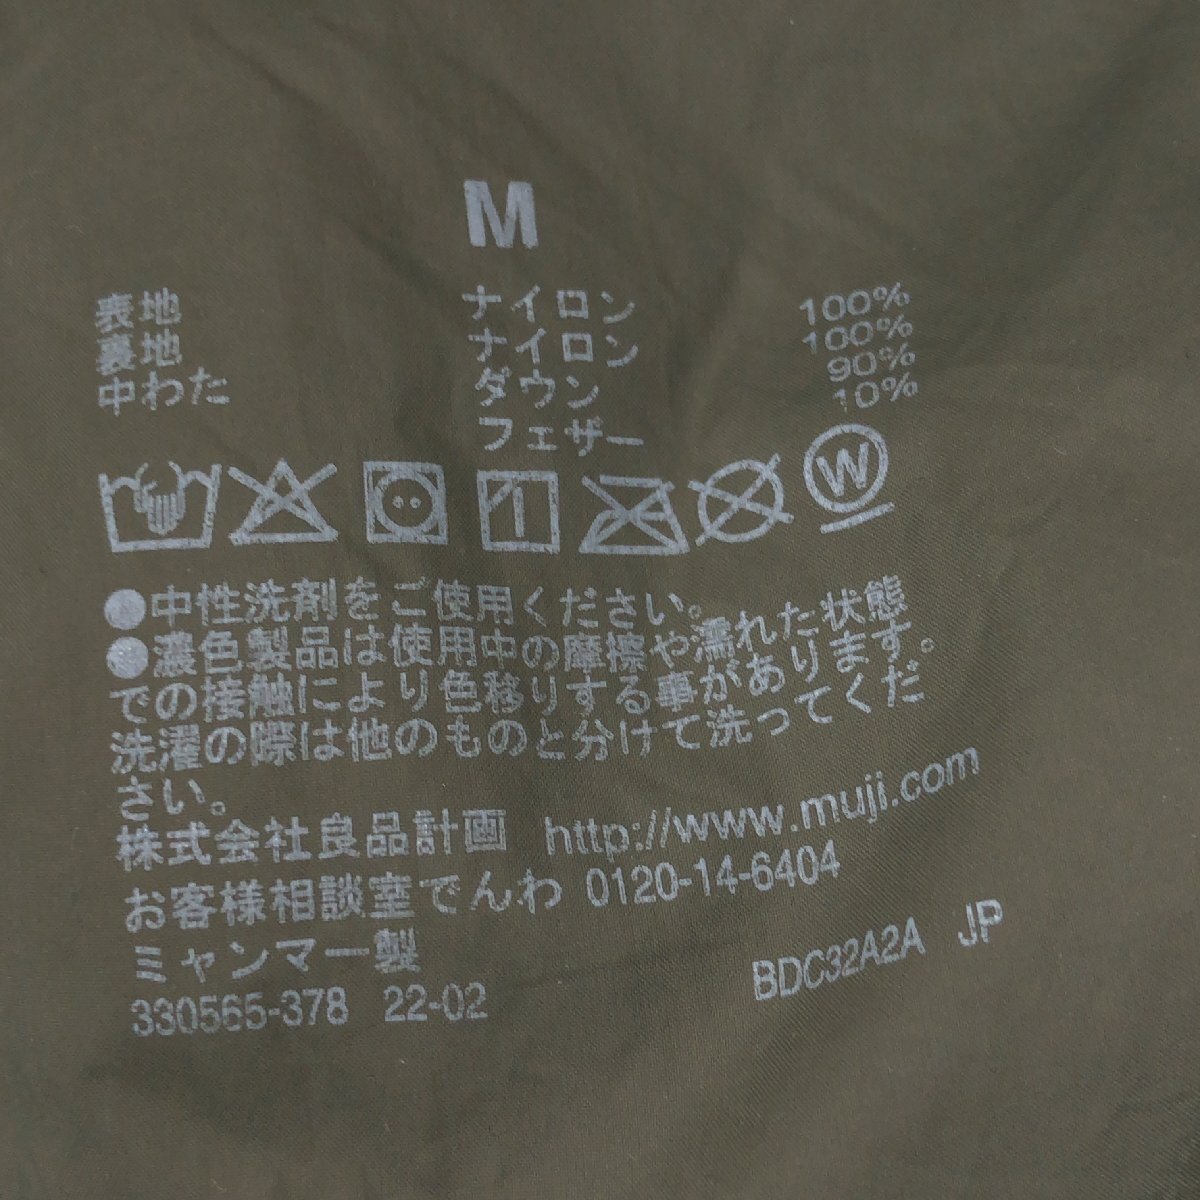 M
表地 ナイロン 100%
裏地 ナイロン 100%
中わた ダウン 90%
フェザー 10%
W
●中性洗剤をご使用ください。
●濃色製品は使用中の摩擦や濡れた状態
での接触により色移りする事があります。
洗濯の際は他のものと分けて洗ってくだ
さい。
株式会社良品計画 http://www.muji.com
お客様相談室でんわ 0120-14-6404
ミャンマー製
330565-378 22-02 BDC32A2A JP